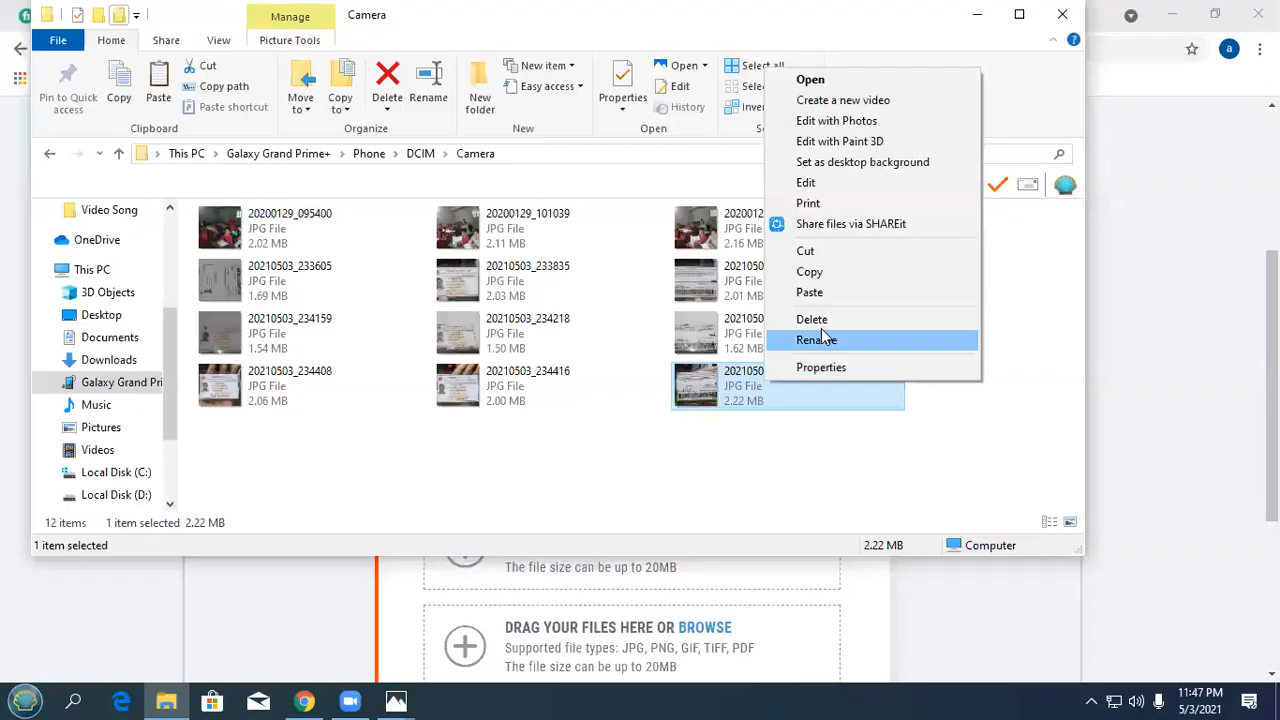 Manage
Camera
File
Home
Share
View
Picture Tools
Pin to Quick access
Copy
Paste
Cut
Copy path
Paste shortcut
Clipboard
Move to
Copy to
Delete
Rename
Organize
New folder
New item
Easy access
New
Properties
Open
Edit
History
Open
Select all
Selec
Inver
Se
This PC
Galaxy Grand Prime+
Phone
DCIM
Camera
Video Song
OneDrive
This PC
3D Objects
Desktop
Documents
Downloads
Galaxy Grand Pri
Music
Pictures
Videos
Local Disk (C:)
Local Disk (D:)
20200129_095400
JPG File
2.02 MB
20200129_101039
JPG File
2.11 MB
2020012
JPG File
2.16 MB
20210503_233605
JPG File
1.69 MB
20210503_233835
JPG File
2.03 MB
2021050
JPG File
2.01 MB
20210503_234159
JPG File
1.54 MB
20210503_234218
JPG File
1.50 MB
2021050
JPG File
1.62 MB
20210503_234408
JPG File
2.06 MB
20210503_234416
JPG File
2.00 MB
2021050
JPG File
2.22 MB
Open
Create a new video
Edit with Photos
Edit with Paint 3D
Set as desktop background
Edit
Print
Share files via SHAREit
Cut
Copy
Paste
Delete
Rename
Properties
12 items
1 item selected 2.22 MB
1 item selected
2.22 MB
Computer
a
The file size can be up to 20MB
DRAG YOUR FILES HERE OR BROWSE
Supported file types: JPG, PNG, GIF, TIFF, PDF
The file size can be up to 20MB
11:47 PM
5/3/2021